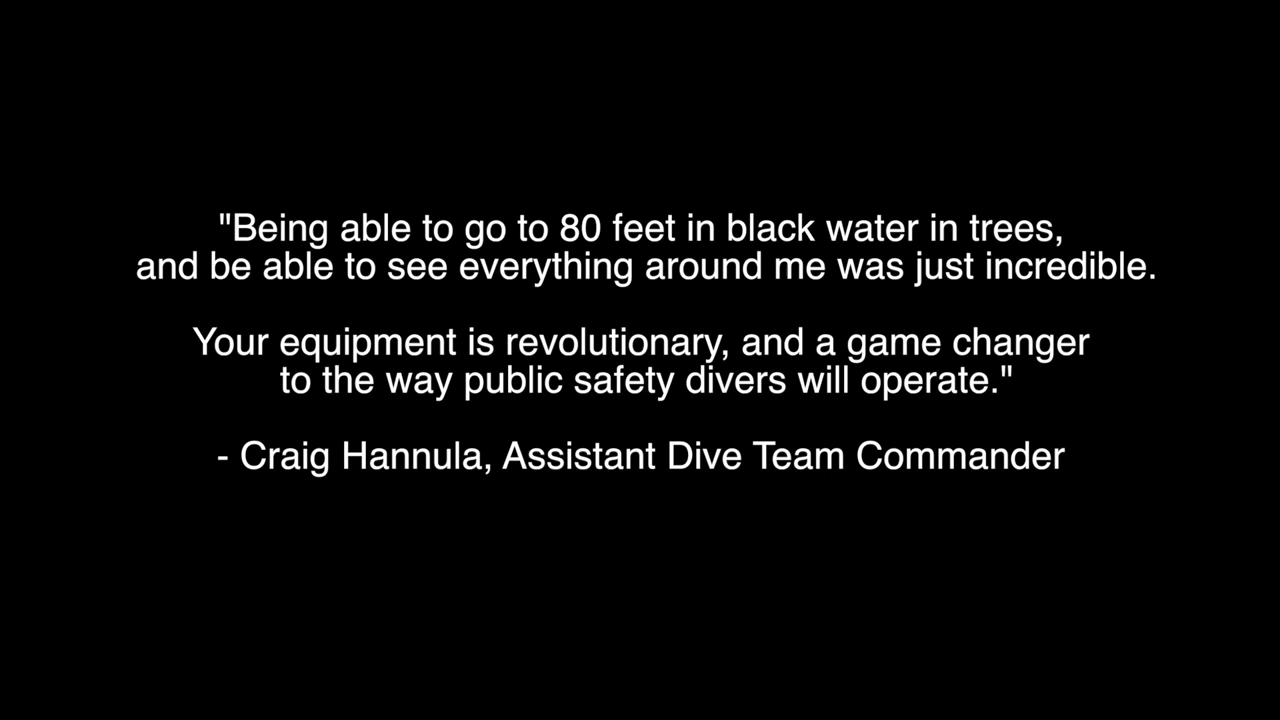 "Being able to go to 80 feet in black water in trees,
and be able to see everything around me was just incredible.
Your equipment is revolutionary, and a game changer
to the way public safety divers will operate."
- Craig Hannula, Assistant Dive Team Commander